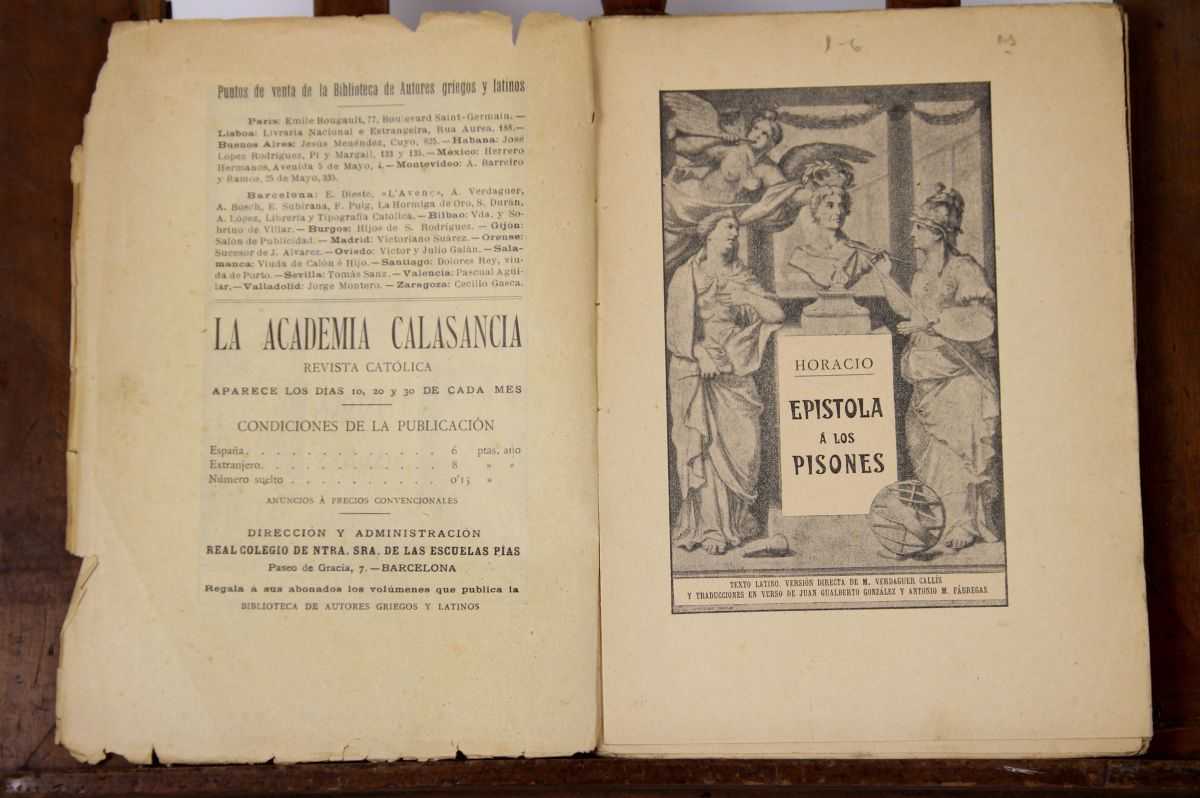 Puntos de venta de la Biblioteca de Autores griegos y latinos
París: Emile Bougault, 77, Boulevard Saint-Germain. —
Lisboa: Livraria Nacional e Estrangeira, Rua Aurea, 188.—
Buenos Aires: Jesús Menéndez, Cuyo, 825. — Habana: José
López Rodríguez, Pi y Margall, 133 y 135. — México: Herrero
Hermanos, Avenida 5 de Mayo, 4. — Montevideo: A. Barreiro
y Ramos, 25 de Mayo, 335.
Barcelona: E. Dieste, «L'Avenç», A. Verdaguer,
A. Bosch, E. Subirana, F. Puig, La Hormiga de Oro, S. Durán,
A. López, Librería y Tipografía Católica. — Bilbao: Vda. y So-
brino de Villar. — Burgos: Hijos de S. Rodríguez. — Gijón:
Salón de Publicidad. — Madrid: Victoriano Suárez. — Orense:
Sucesor de J. Alvarez. — Oviedo: Víctor y Julio Galán. — Sala-
manca: Viuda de Calón é Hijo. — Santiago: Dolores Rey, viu-
da de Porto. — Sevilla: Tomás Sanz. — Valencia: Pascual Agui-
lar. — Valladolid: Jorge Montero. — Zaragoza: Cecilio Gasca.
LA ACADEMIA CALASANCIA
REVISTA CATÓLICA
APARECE LOS DÍAS 10, 20 y 30 DE CADA MES
CONDICIONES DE LA PUBLICACIÓN
España. . . . . . . . . . . . . 6 ptas. año
Extranjero. . . . . . . . . . . . 8 » »
Número suelto . . . . . . . . . . 0'15 »
ANUNCIOS Á PRECIOS CONVENCIONALES
DIRECCIÓN Y ADMINISTRACIÓN
REAL COLEGIO DE NTRA. SRA. DE LAS ESCUELAS PÍAS
Paseo de Gracia, 7. — BARCELONA
Regala á sus abonados los volúmenes que publica la
BIBLIOTECA DE AUTORES GRIEGOS Y LATINOS
1-6
HORACIO
EPISTOLA
Á LOS
PISONES
TEXTO LATINO, VERSIÓN DIRECTA DE M. VERDAGUER CALLÍS
Y TRADUCCIONES EN VERSO DE JUAN GUALBERTO GONZÁLEZ Y ANTONIO M. FÁBREGAS